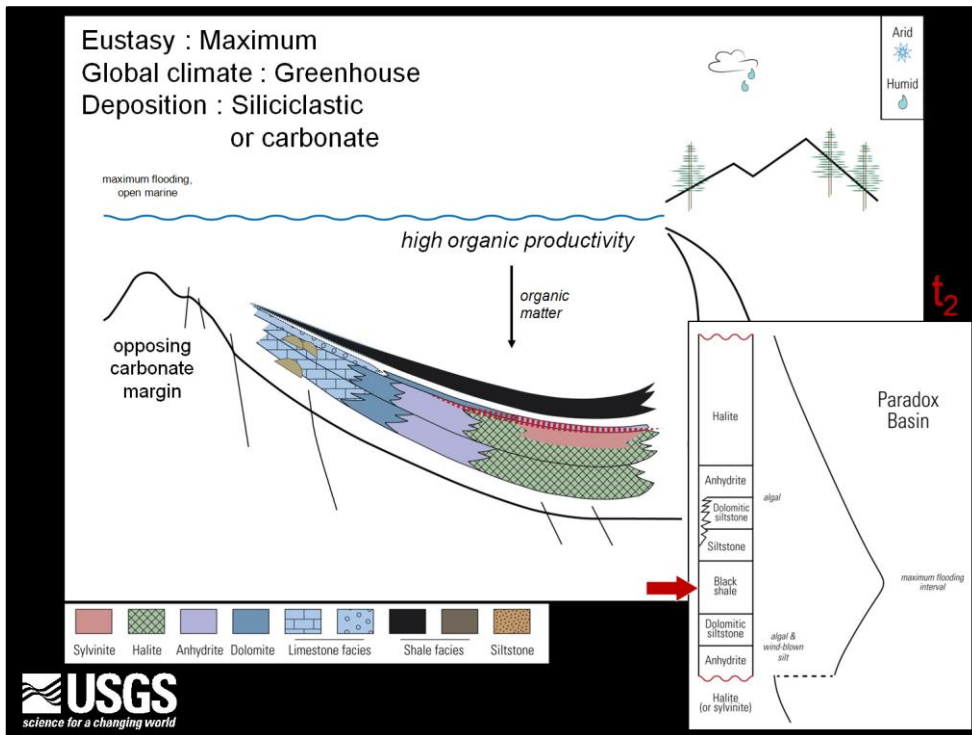 Eustasy : Maximum
Global climate : Greenhouse
Deposition : Siliciclastic
or carbonate
Arid
Humid
maximum flooding,
open marine
high organic productivity
organic
matter
opposing
carbonate
margin
t2
Paradox
Basin
Halite
Anhydrite
algal
Dolomitic
siltstone
Siltstone
Black
shale
maximum flooding
interval
Dolomitic
siltstone
algal &
wind-blown
silt
Anhydrite
Halite
(or sylvinite)
Sylvinite Halite Anhydrite Dolomite Limestone facies Shale facies Siltstone
USGS
science for a changing world